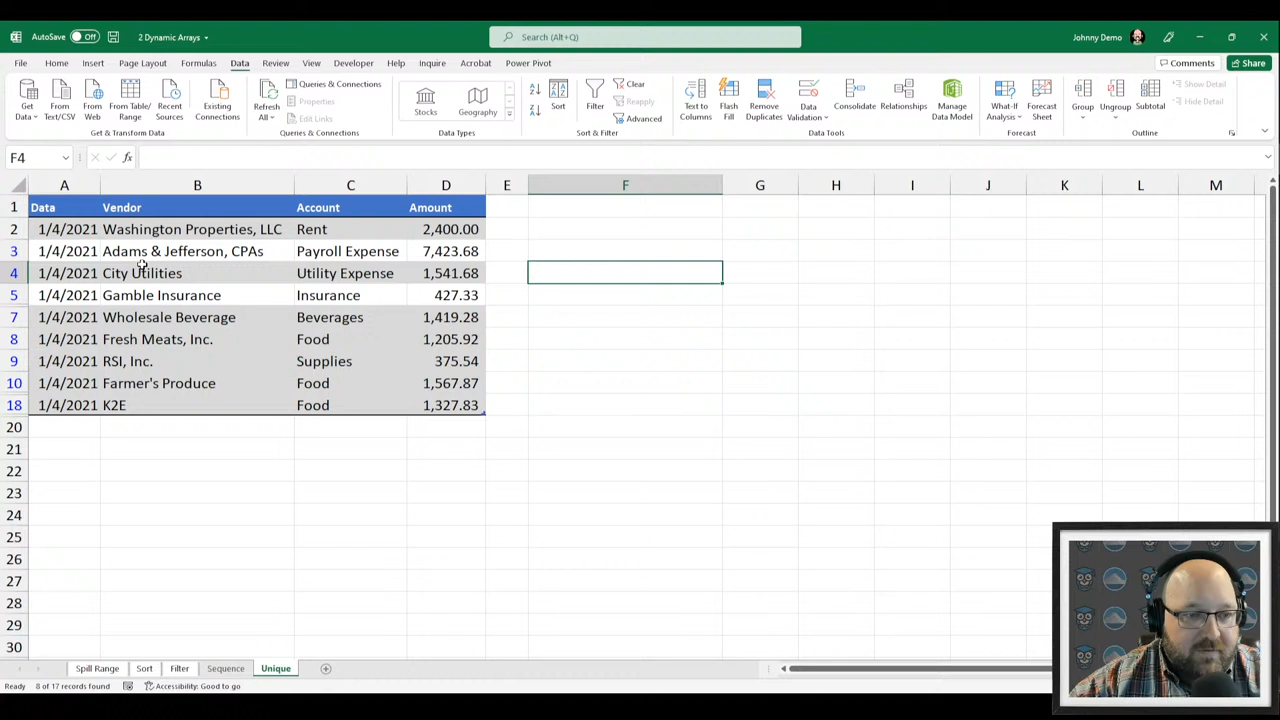 AutoSave Off 2 Dynamic Arrays Search (Alt+Q) Johnny Demo
File Home Insert Page Layout Formulas Data Review View Developer Help Inquire Acrobat Power Pivot Comments Share
Get Data From Text/CSV From Web From Table/ Range Recent Sources Existing Connections Refresh All Queries & Connections Properties Edit Links Stocks Geography Sort Filter Clear Reapply Advanced Text to Columns Flash Fill Remove Duplicates Data Validation Consolidate Relationships Manage Data Model What-If Analysis Forecast Sheet Group Ungroup Subtotal Show Detail Hide Detail
Get & Transform Data Queries & Connections Data Types Sort & Filter Data Tools Forecast Outline
F4 fx
A B C D E F G H I J K L M
1 Data Vendor Account Amount
2 1/4/2021 Washington Properties, LLC Rent 2,400.00
3 1/4/2021 Adams & Jefferson, CPAs Payroll Expense 7,423.68
4 1/4/2021 City Utilities Utility Expense 1,541.68
5 1/4/2021 Gamble Insurance Insurance 427.33
7 1/4/2021 Wholesale Beverage Beverages 1,419.28
8 1/4/2021 Fresh Meats, Inc. Food 1,205.92
9 1/4/2021 RSI, Inc. Supplies 375.54
10 1/4/2021 Farmer's Produce Food 1,567.87
18 1/4/2021 K2E Food 1,327.83
20
21
22
23
24
25
26
27
28
29
30
Spill Range Sort Filter Sequence Unique
Ready 8 of 17 records found Accessibility: Good to go